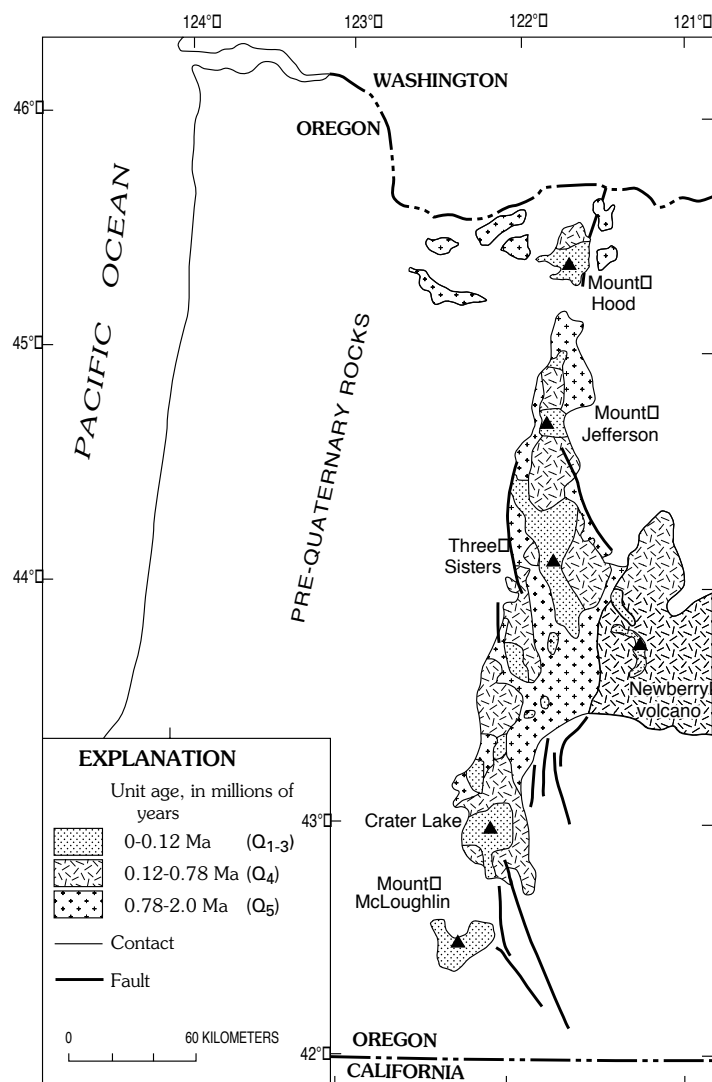 124°□
123°□
122°□
121°□
46°□
45°□
44°□
43°□
42°□
WASHINGTON
OREGON
PACIFIC OCEAN
PRE-QUATERNARY ROCKS
Mount□
Hood
Mount□
Jefferson
Three□
Sisters
Newberry□
volcano
Crater Lake
Mount□
McLoughlin
EXPLANATION
Unit age, in millions of
years
0-0.12 Ma (Q1-3)
0.12-0.78 Ma (Q4)
0.78-2.0 Ma (Q5)
Contact
Fault
0 60 KILOMETERS
OREGON
CALIFORNIA